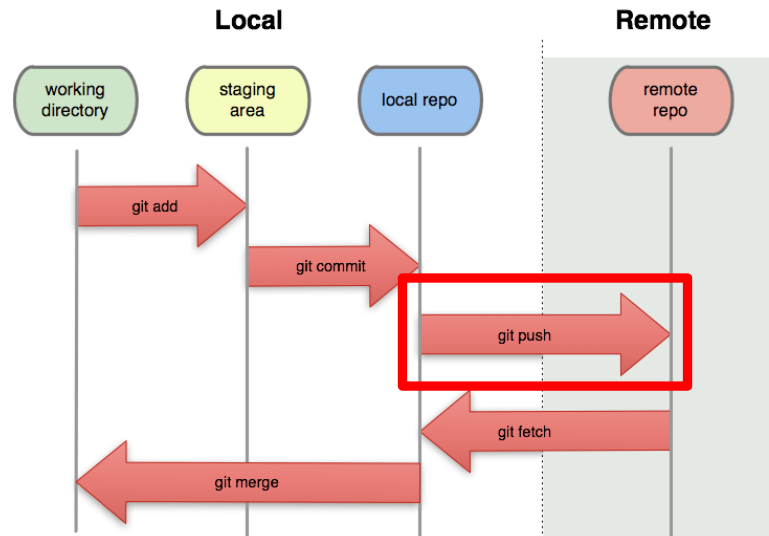 Local
Remote
working
directory
staging
area
local repo
remote
repo
git add
git commit
git push
git fetch
git merge